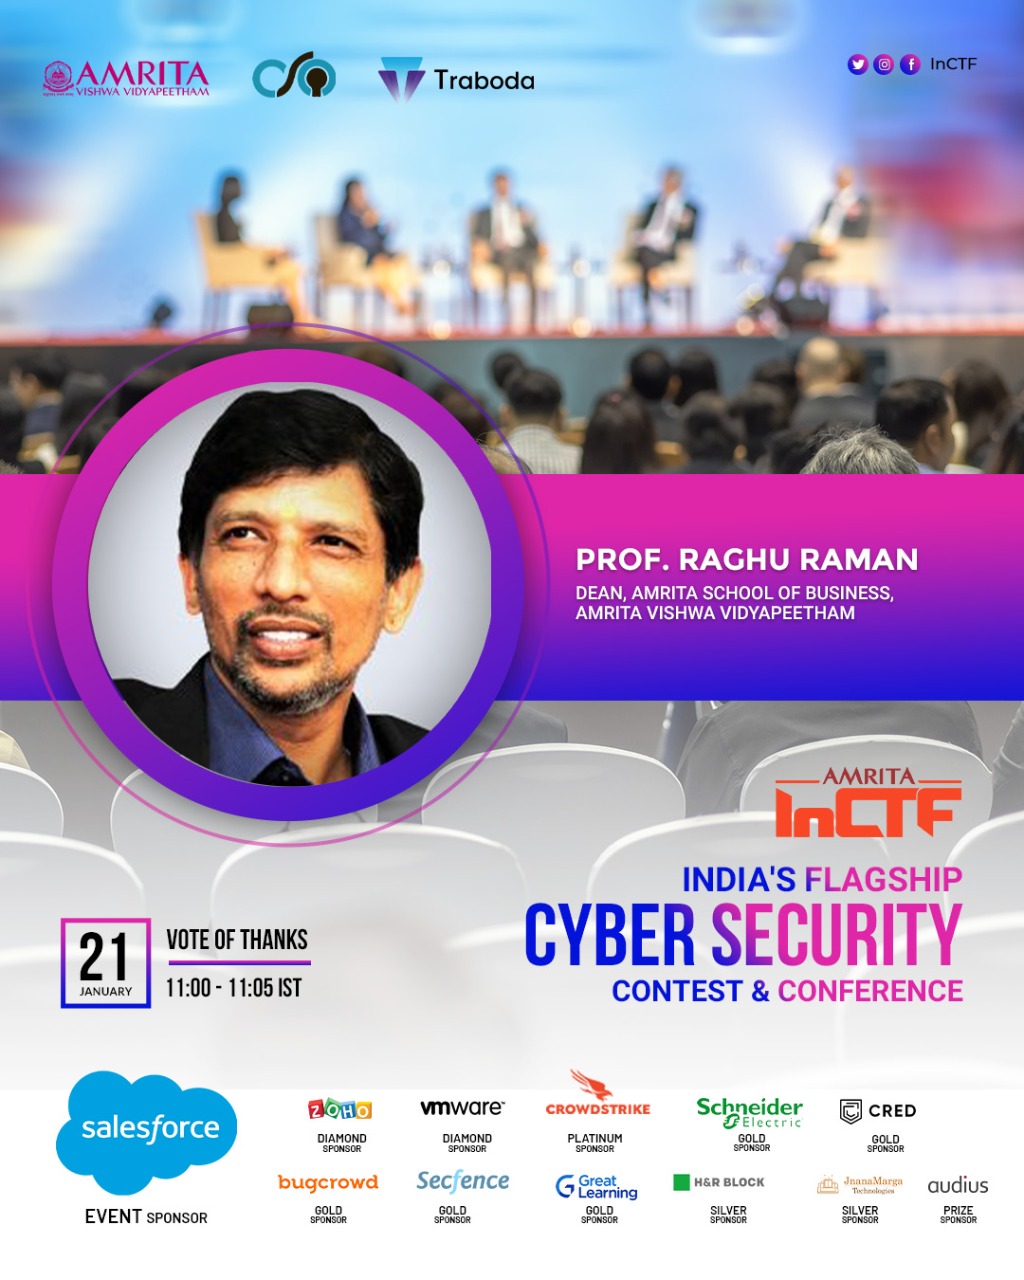 AMRITA
VISHWA VIDYAPEETHAM
Traboda
InCTF
PROF. RAGHU RAMAN
DEAN, AMRITA SCHOOL OF BUSINESS,
AMRITA VISHWA VIDYAPEETHAM
AMRITA
InCTF
INDIA'S FLAGSHIP
CYBER SECURITY
CONTEST & CONFERENCE
21
JANUARY
VOTE OF THANKS
11:00 - 11:05 IST
salesforce
EVENT SPONSOR
ZOHO
DIAMOND
SPONSOR
vmware
DIAMOND
SPONSOR
CROWDSTRIKE
PLATINUM
SPONSOR
Schneider
Electric
GOLD
SPONSOR
CRED
GOLD
SPONSOR
bugcrowd
GOLD
SPONSOR
Secfence
GOLD
SPONSOR
Great
Learning
GOLD
SPONSOR
H&R BLOCK
SILVER
SPONSOR
JnanaMarga
Technologies
SILVER
SPONSOR
audius
PRIZE
SPONSOR